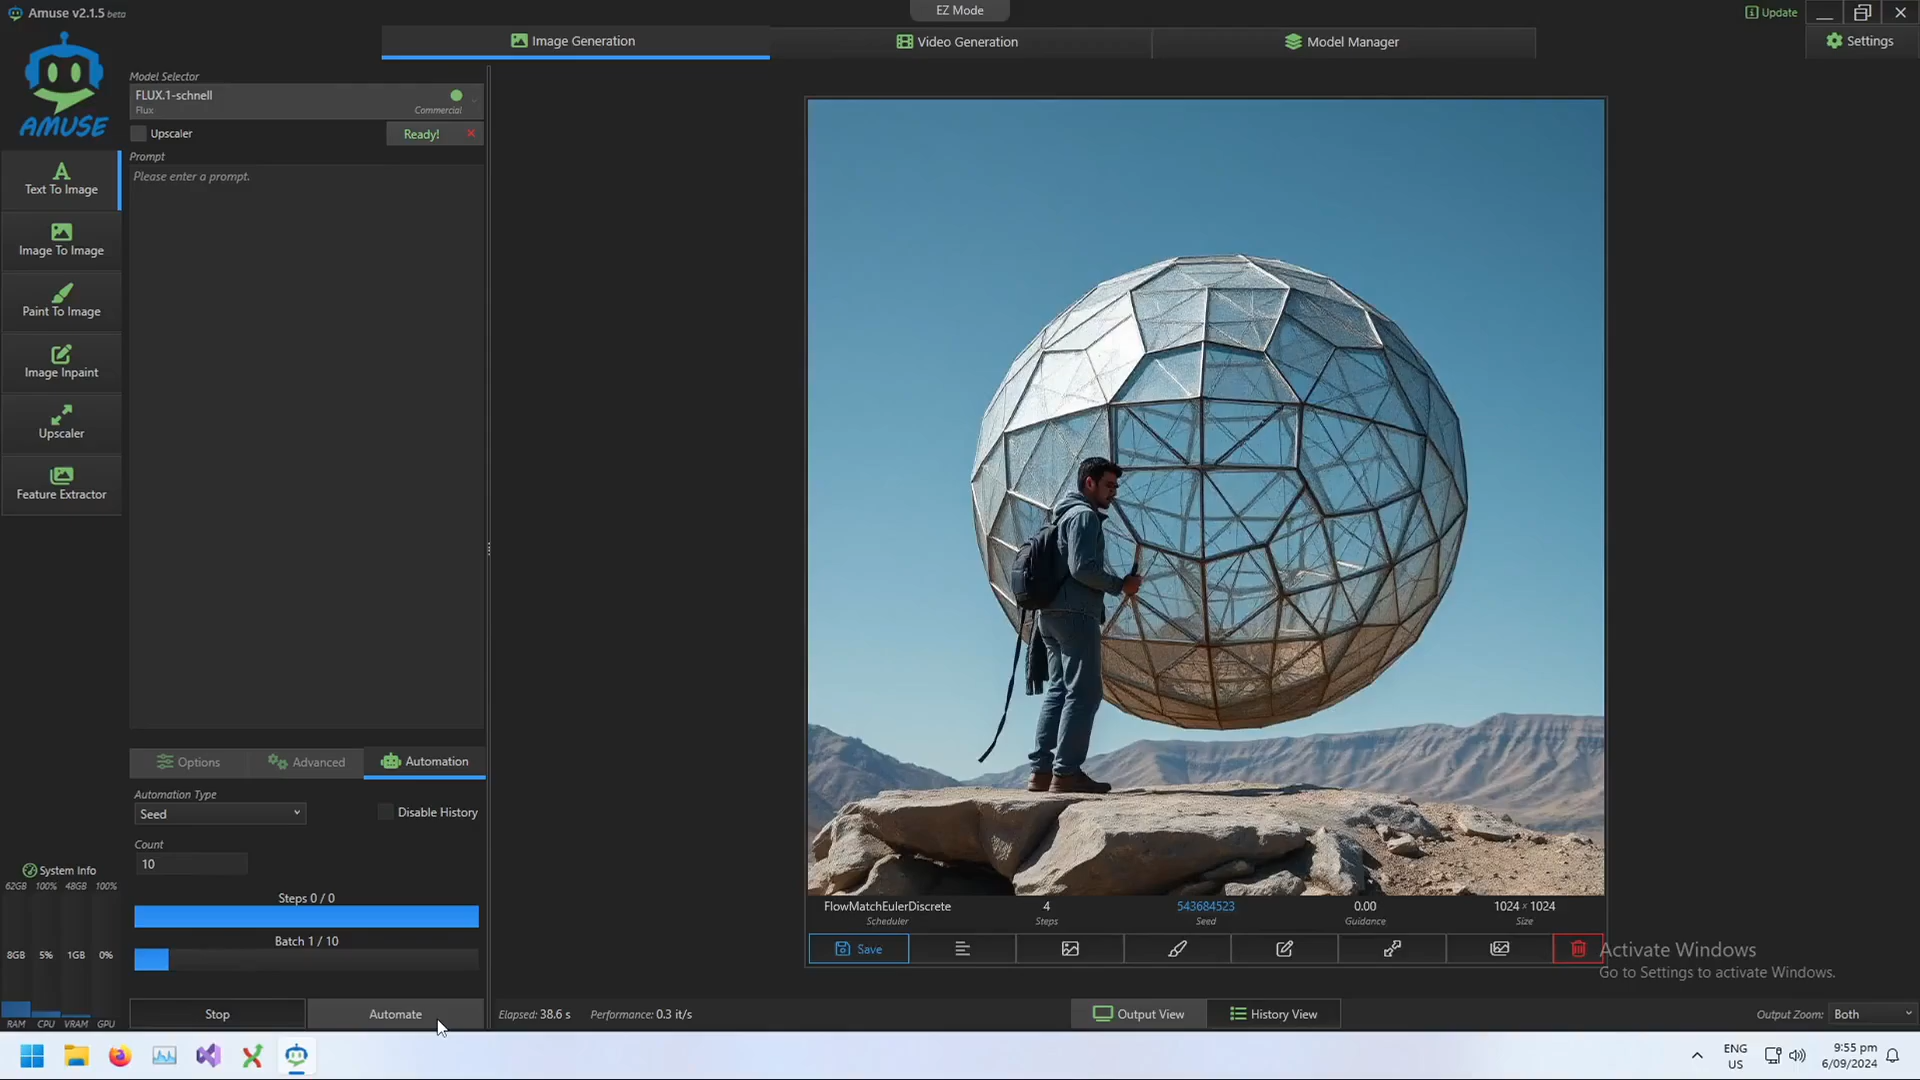 Amuse v2.1.5 beta
EZ Mode
Update
Image Generation
Video Generation
Model Manager
Settings
AMUSE
Model Selector
FLUX.1-schnell
Flux
Commercial
Upscaler
Ready!
Prompt
Please enter a prompt.
Text To Image
Image To Image
Paint To Image
Image Inpaint
Upscaler
Feature Extractor
Options
Advanced
Automation
Automation Type
Seed
Disable History
Count
10
Steps 0 / 0
Batch 1 / 10
System Info
62GB 100% 48GB 100%
8GB 5% 1GB 0%
RAM CPU VRAM GPU
Stop
Automate
FlowMatchEulerDiscrete
Scheduler
4
Steps
543684523
Seed
0.00
Guidance
1024 × 1024
Size
Save
Activate Windows
Go to Settings to activate Windows.
Elapsed: 38.6 s
Performance: 0.3 it/s
Output View
History View
Output Zoom: Both
ENG
US
9:55 pm
6/09/2024